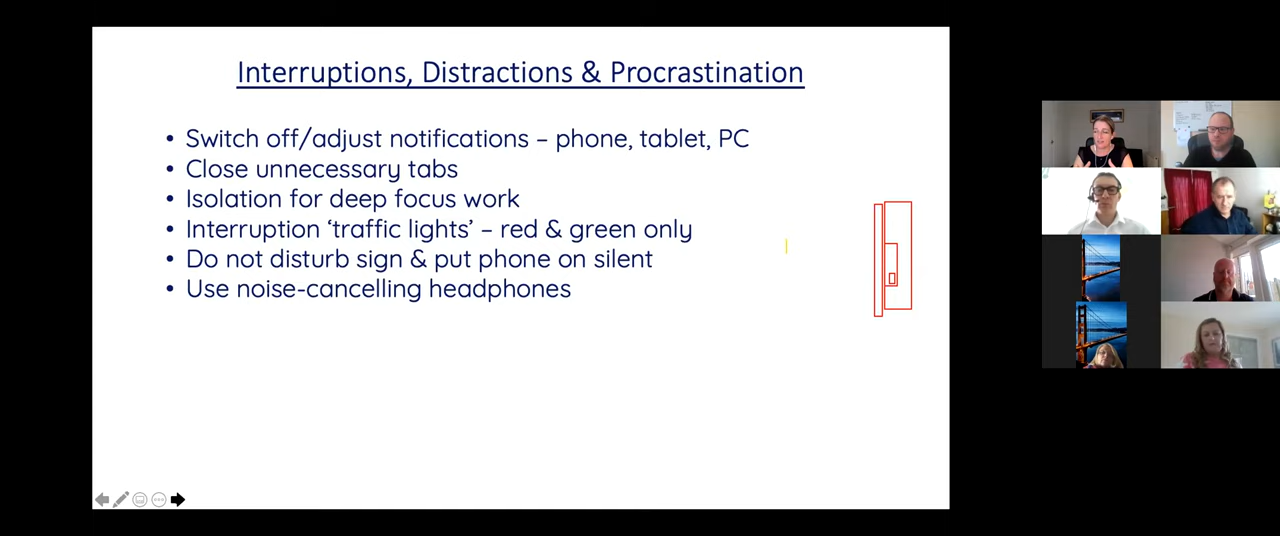 Interruptions, Distractions & Procrastination
• Switch off/adjust notifications – phone, tablet, PC
• Close unnecessary tabs
• Isolation for deep focus work
• Interruption ‘traffic lights’ – red & green only
• Do not disturb sign & put phone on silent
• Use noise-cancelling headphones